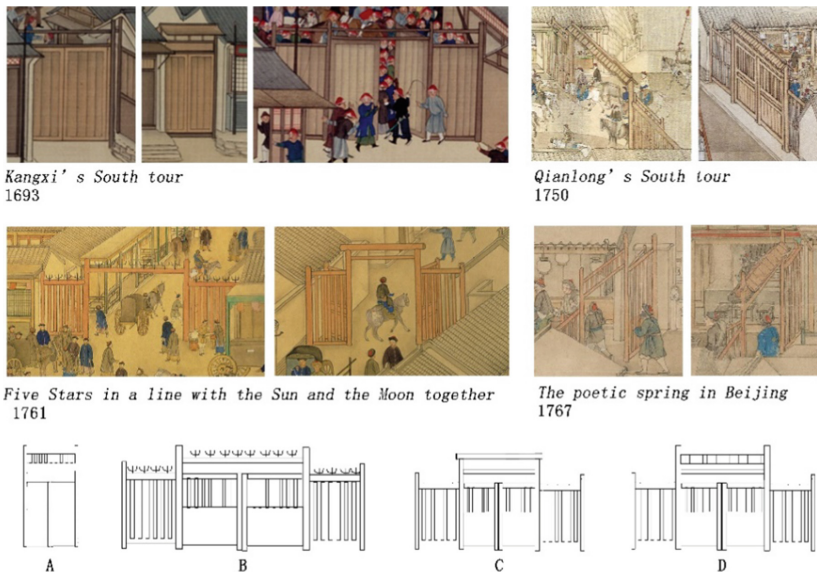 Kangxi's South tour
1693
Qianlong's South tour
1750
Five Stars in a line with the Sun and the Moon together
1761
The poetic spring in Beijing
1767
A
B
C
D